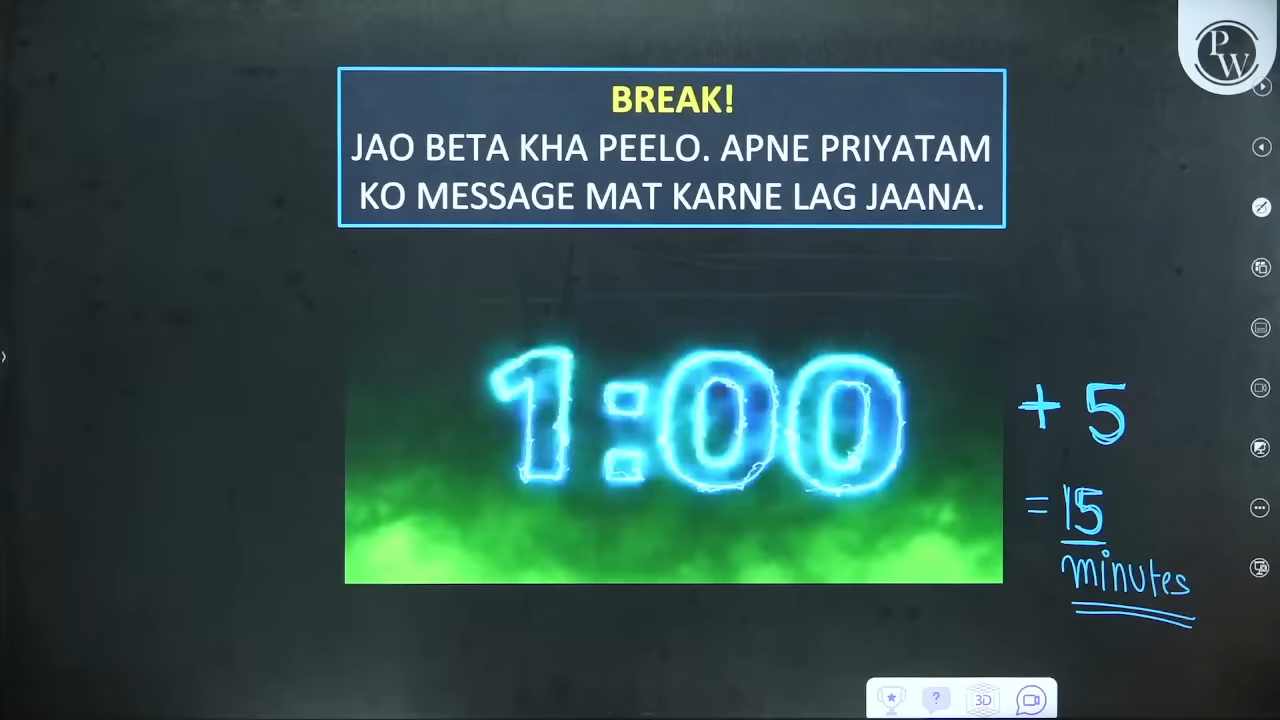 PW
BREAK!
JAO BETA KHA PEELO. APNE PRIYATAM
KO MESSAGE MAT KARNE LAG JAANA.
1:00
+ 5
= 15
minutes
?
3D